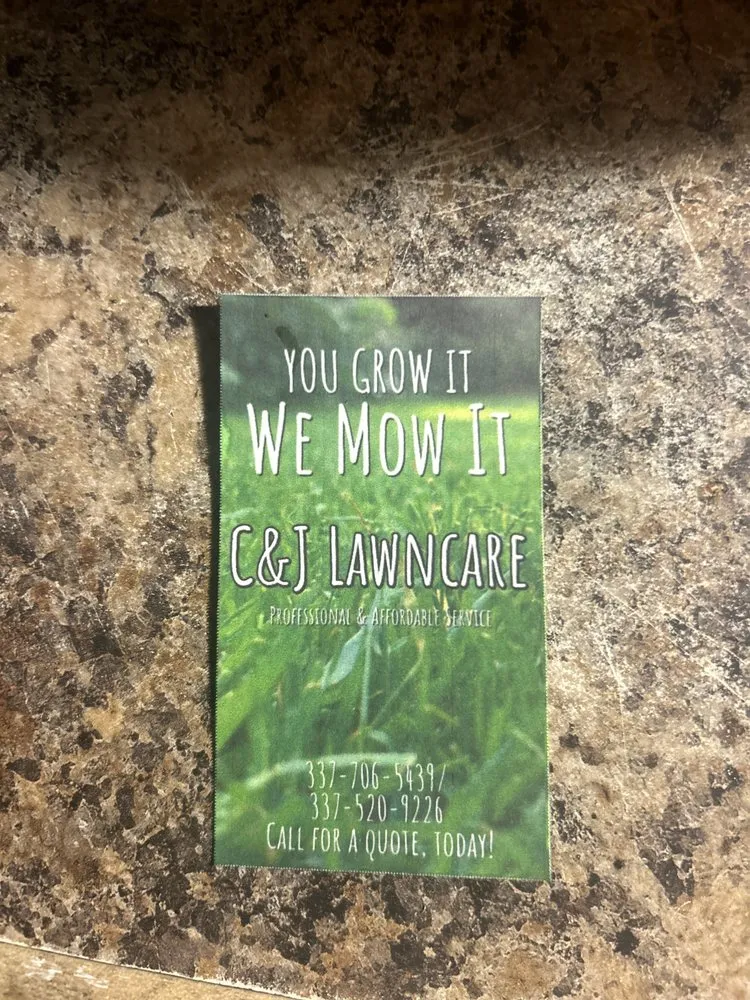 You Grow It
We Mow It
C&J Lawncare
Professional & Affordable Service
337-706-5439/
337-520-9226
Call for a quote, today!